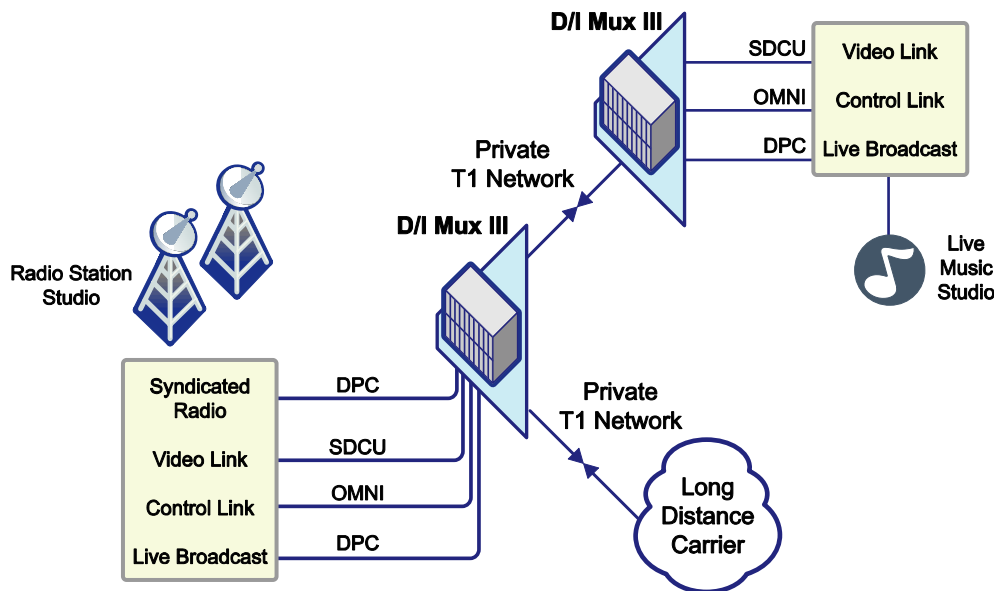 D/I Mux III
SDCU
Video Link
OMNI
Control Link
DPC
Live Broadcast
Private
T1 Network
D/I Mux III
Live
Music
Studio
Radio Station
Studio
Syndicated
Radio
DPC
Video Link
SDCU
Control Link
OMNI
Live Broadcast
DPC
Private
T1 Network
Long
Distance
Carrier